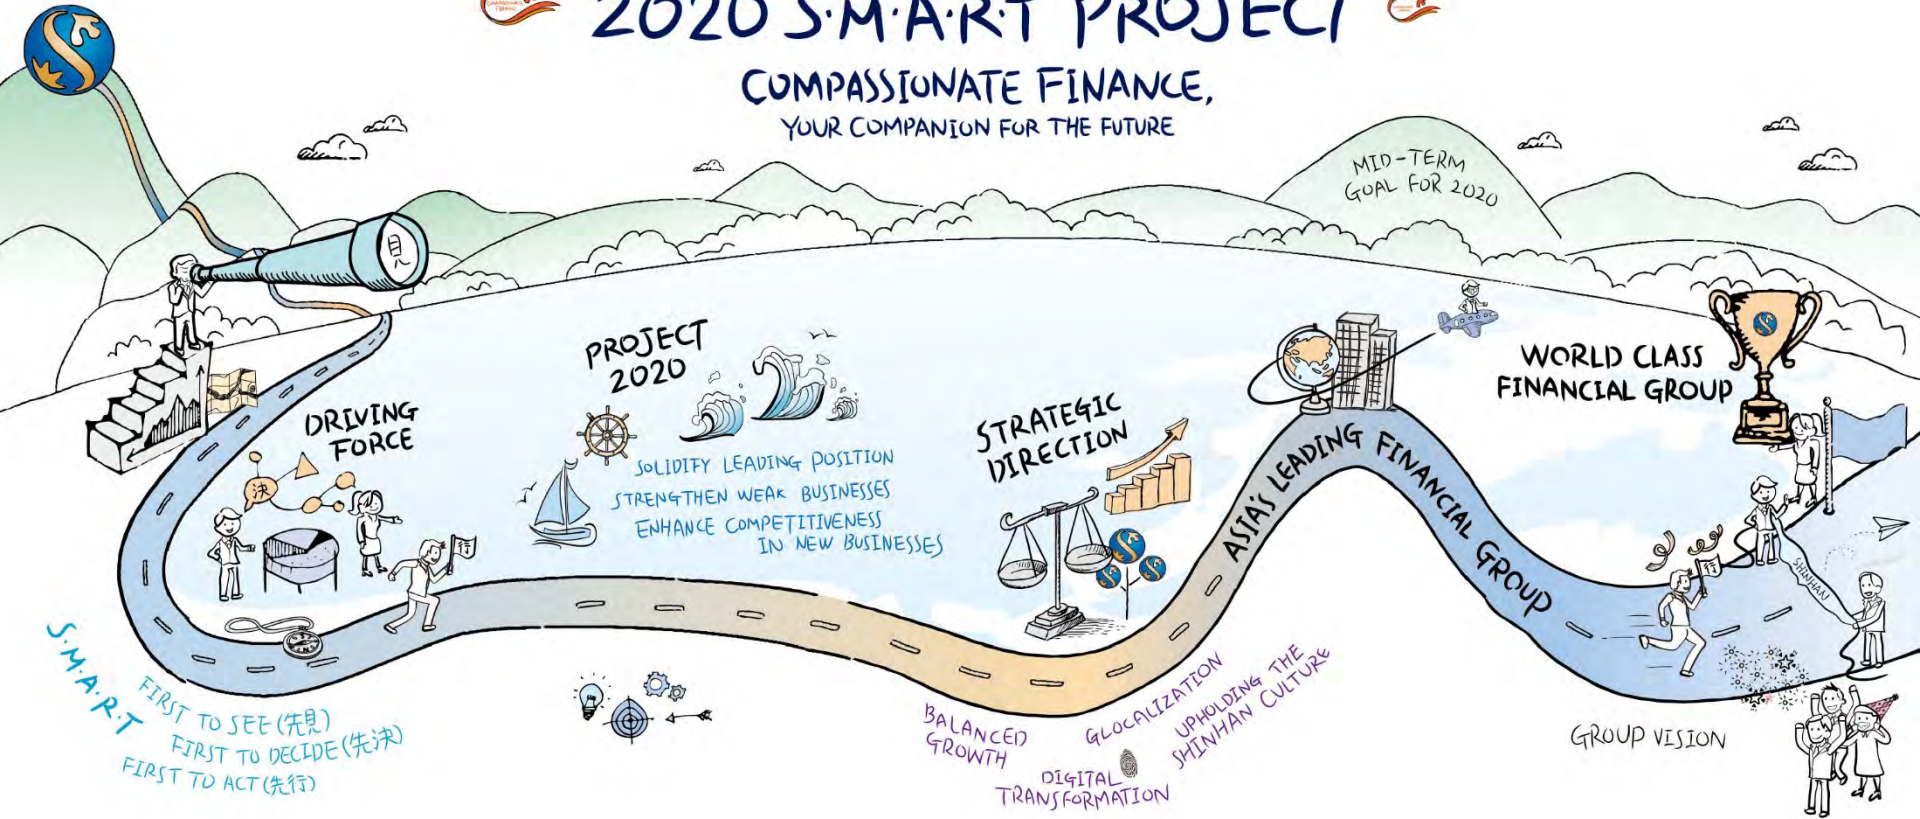 2020 S·M·A·R·T PROJECT
COMPASSIONATE FINANCE,
YOUR COMPANION FOR THE FUTURE
MID-TERM
GOAL FOR 2020
見
DRIVING
FORCE
決
行
PROJECT
2020
SOLIDIFY LEADING POSITION
STRENGTHEN WEAK BUSINESSES
ENHANCE COMPETITIVENESS
IN NEW BUSINESSES
STRATEGIC
DIRECTION
ASIA'S LEADING FINANCIAL GROUP
WORLD CLASS
FINANCIAL GROUP
行
SHINHAN
S·M·A·R·T
FIRST TO SEE (先見)
FIRST TO DECIDE (先決)
FIRST TO ACT (先行)
BALANCED
GROWTH
GLOCALIZATION
UPHOLDING THE
SHINHAN CULTURE
DIGITAL
TRANSFORMATION
GROUP VISION